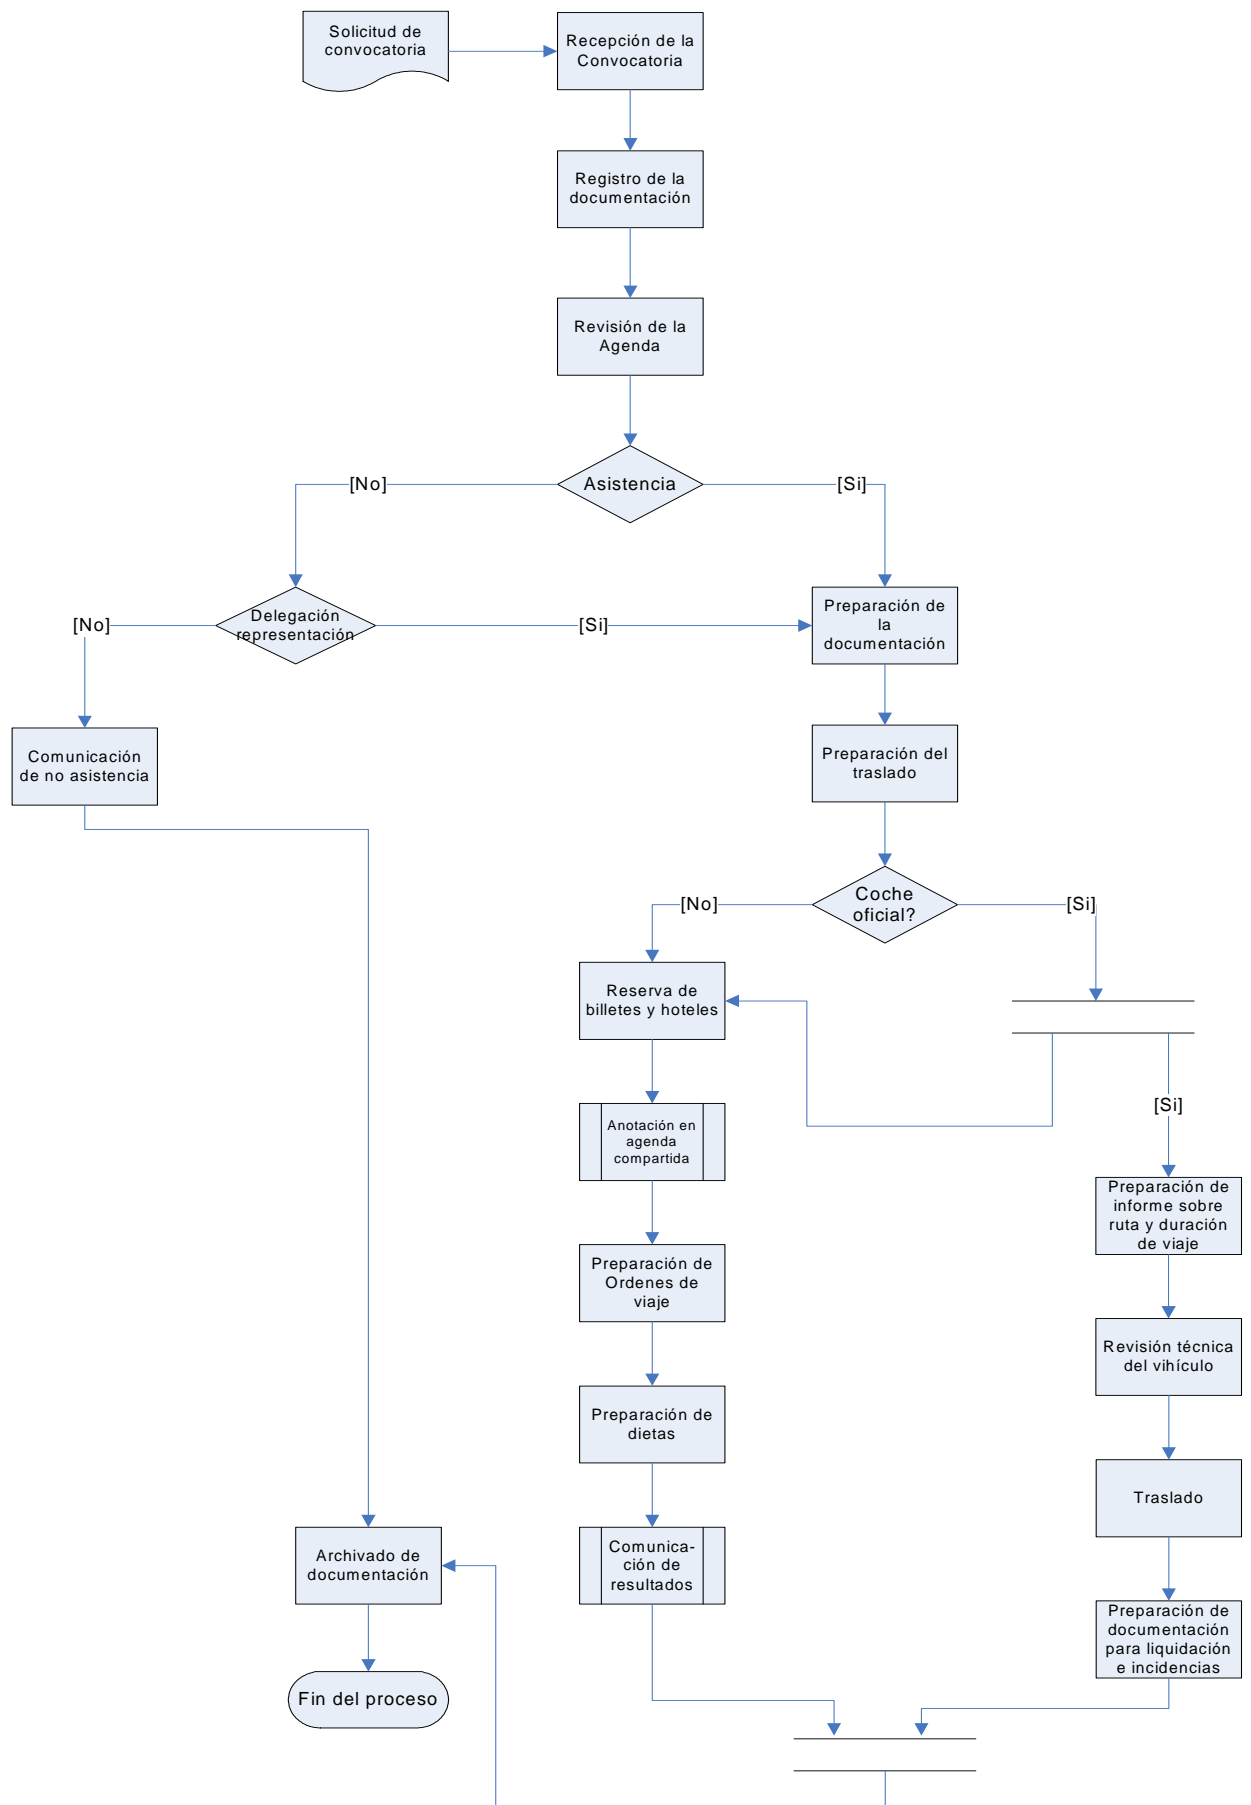 Solicitud de
convocatoria
Recepción de la
Convocatoria
Registro de la
documentación
Revisión de la
Agenda
Asistencia
[No]
[Si]
Delegación
representación
[No]
[Si]
Preparación de
la
documentación
Comunicación
de no asistencia
Preparación del
traslado
Coche
oficial?
[No]
[Si]
Reserva de
billetes y hoteles
[Si]
Anotación en
agenda
compartida
Preparación de
informe sobre
ruta y duración
de viaje
Preparación de
Ordenes de
viaje
Revisión técnica
del vihículo
Preparación de
dietas
Traslado
Archivado de
documentación
Comunica-
ción de
resultados
Preparación de
documentación
para liquidación
e incidencias
Fin del proceso